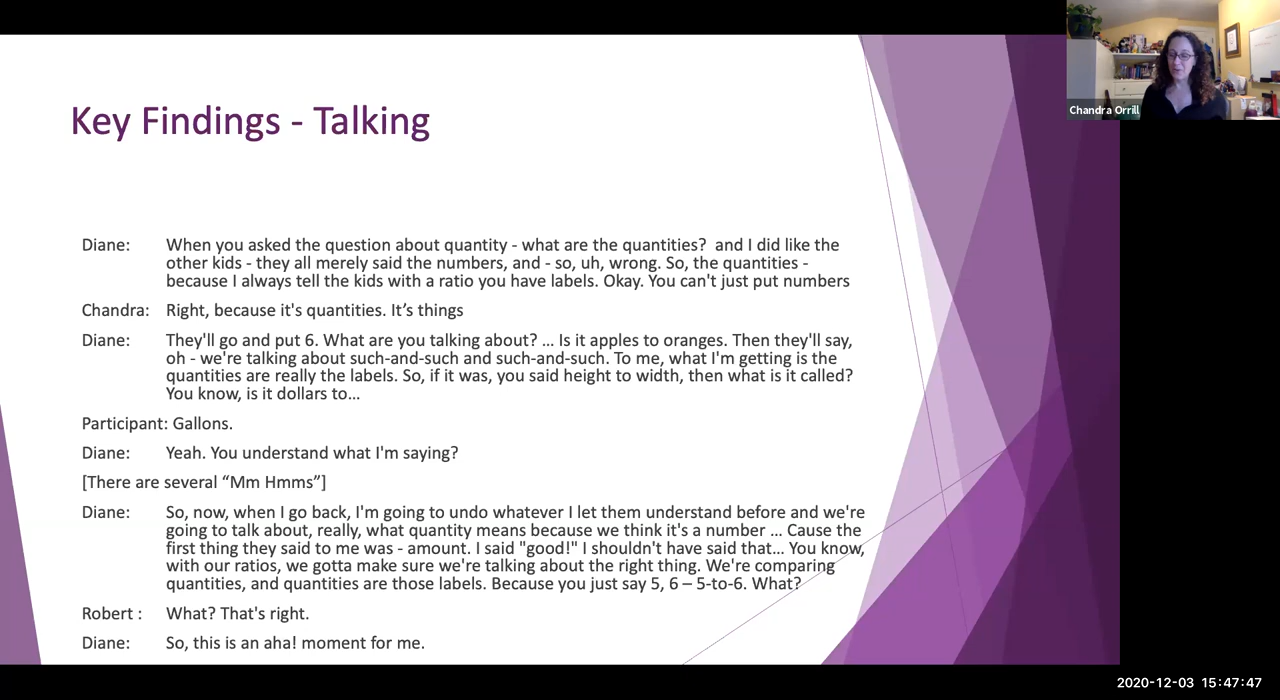 Key Findings - Talking
Diane: When you asked the question about quantity - what are the quantities?  and I did like the
other kids - they all merely said the numbers, and - so, uh, wrong. So, the quantities -
because I always tell the kids with a ratio you have labels. Okay. You can't just put numbers
Chandra: Right, because it's quantities. It’s things
Diane: They'll go and put 6. What are you talking about? ... Is it apples to oranges. Then they'll say,
oh - we're talking about such-and-such and such-and-such. To me, what I'm getting is the
quantities are really the labels. So, if it was, you said height to width, then what is it called?
You know, is it dollars to...
Participant: Gallons.
Diane: Yeah. You understand what I'm saying?
[There are several “Mm Hmms”]
Diane: So, now, when I go back, I'm going to undo whatever I let them understand before and we're
going to talk about, really, what quantity means because we think it's a number ... Cause the
first thing they said to me was - amount. I said "good!" I shouldn't have said that... You know,
with our ratios, we gotta make sure we're talking about the right thing. We're comparing
quantities, and quantities are those labels. Because you just say 5, 6 – 5-to-6. What?
Robert : What? That's right.
Diane: So, this is an aha! moment for me.
Chandra Orrill
2020-12-03 15:47:47